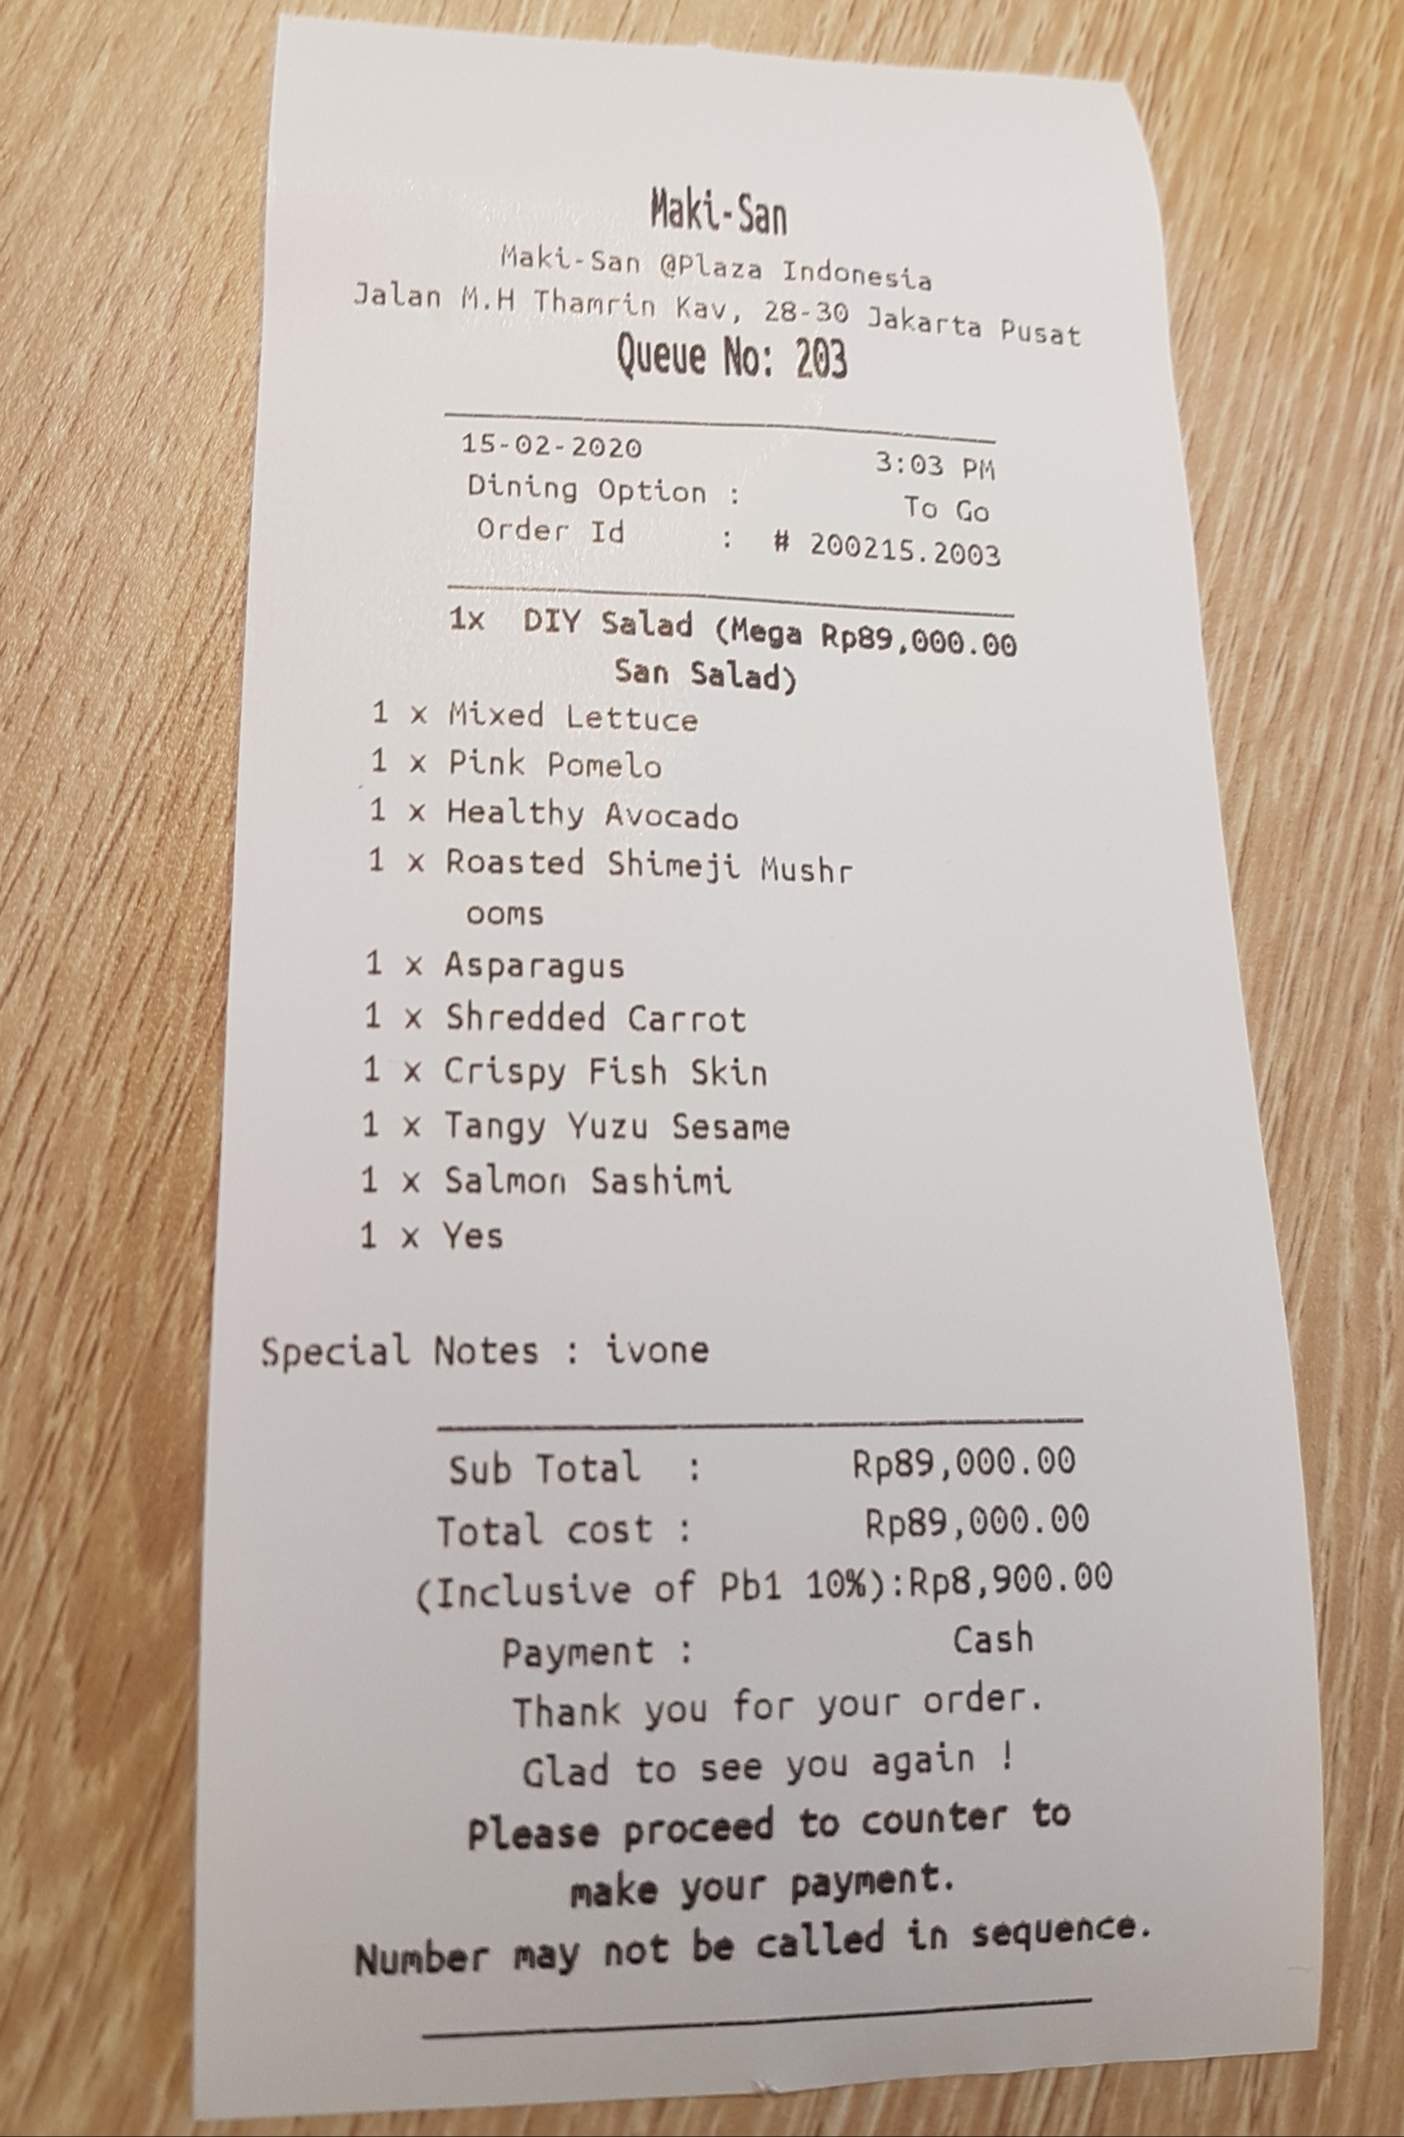 Maki-San
Maki-San @Plaza Indonesia
Jalan M.H Thamrin Kav, 28-30 Jakarta Pusat
Queue No: 203
15-02-2020 3:03 PM
Dining Option : To Go
Order Id : # 200215.2003
1x DIY Salad (Mega Rp89,000.00
San Salad)
1 x Mixed Lettuce
1 x Pink Pomelo
1 x Healthy Avocado
1 x Roasted Shimeji Mushr
ooms
1 x Asparagus
1 x Shredded Carrot
1 x Crispy Fish Skin
1 x Tangy Yuzu Sesame
1 x Salmon Sashimi
1 x Yes
Special Notes : ivone
Sub Total : Rp89,000.00
Total cost : Rp89,000.00
(Inclusive of Pb1 10%):Rp8,900.00
Payment : Cash
Thank you for your order.
Glad to see you again !
Please proceed to counter to
make your payment.
Number may not be called in sequence.